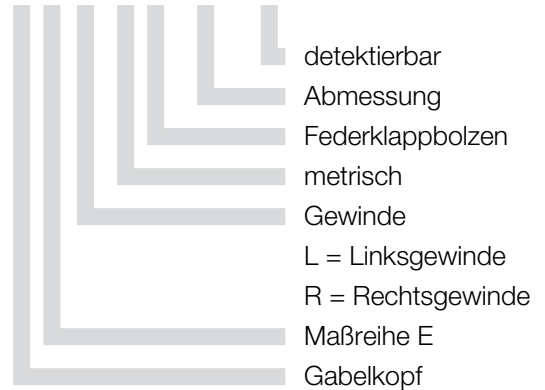 detektierbar
Abmessung
Federklappbolzen
metrisch
Gewinde
L = Linksgewinde
R = Rechtsgewinde
Maßreihe E
Gabelkopf